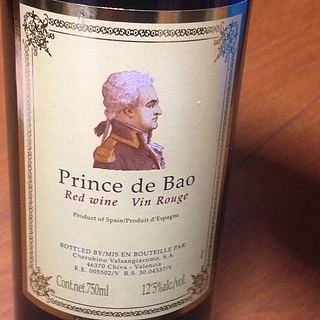 Prince de Bao
Red wine Vin Rouge
Product of Spain/Produit d'Espagne
BOTTLED BY/MIS EN BOUTEILLE PAR:
Cherubino Valsangiacomo, S.A.
46370 Chiva - Valencia
R.E. 005502/V R.S. 30.04337/V
Cont.net.750ml 12'5%alc./vol.